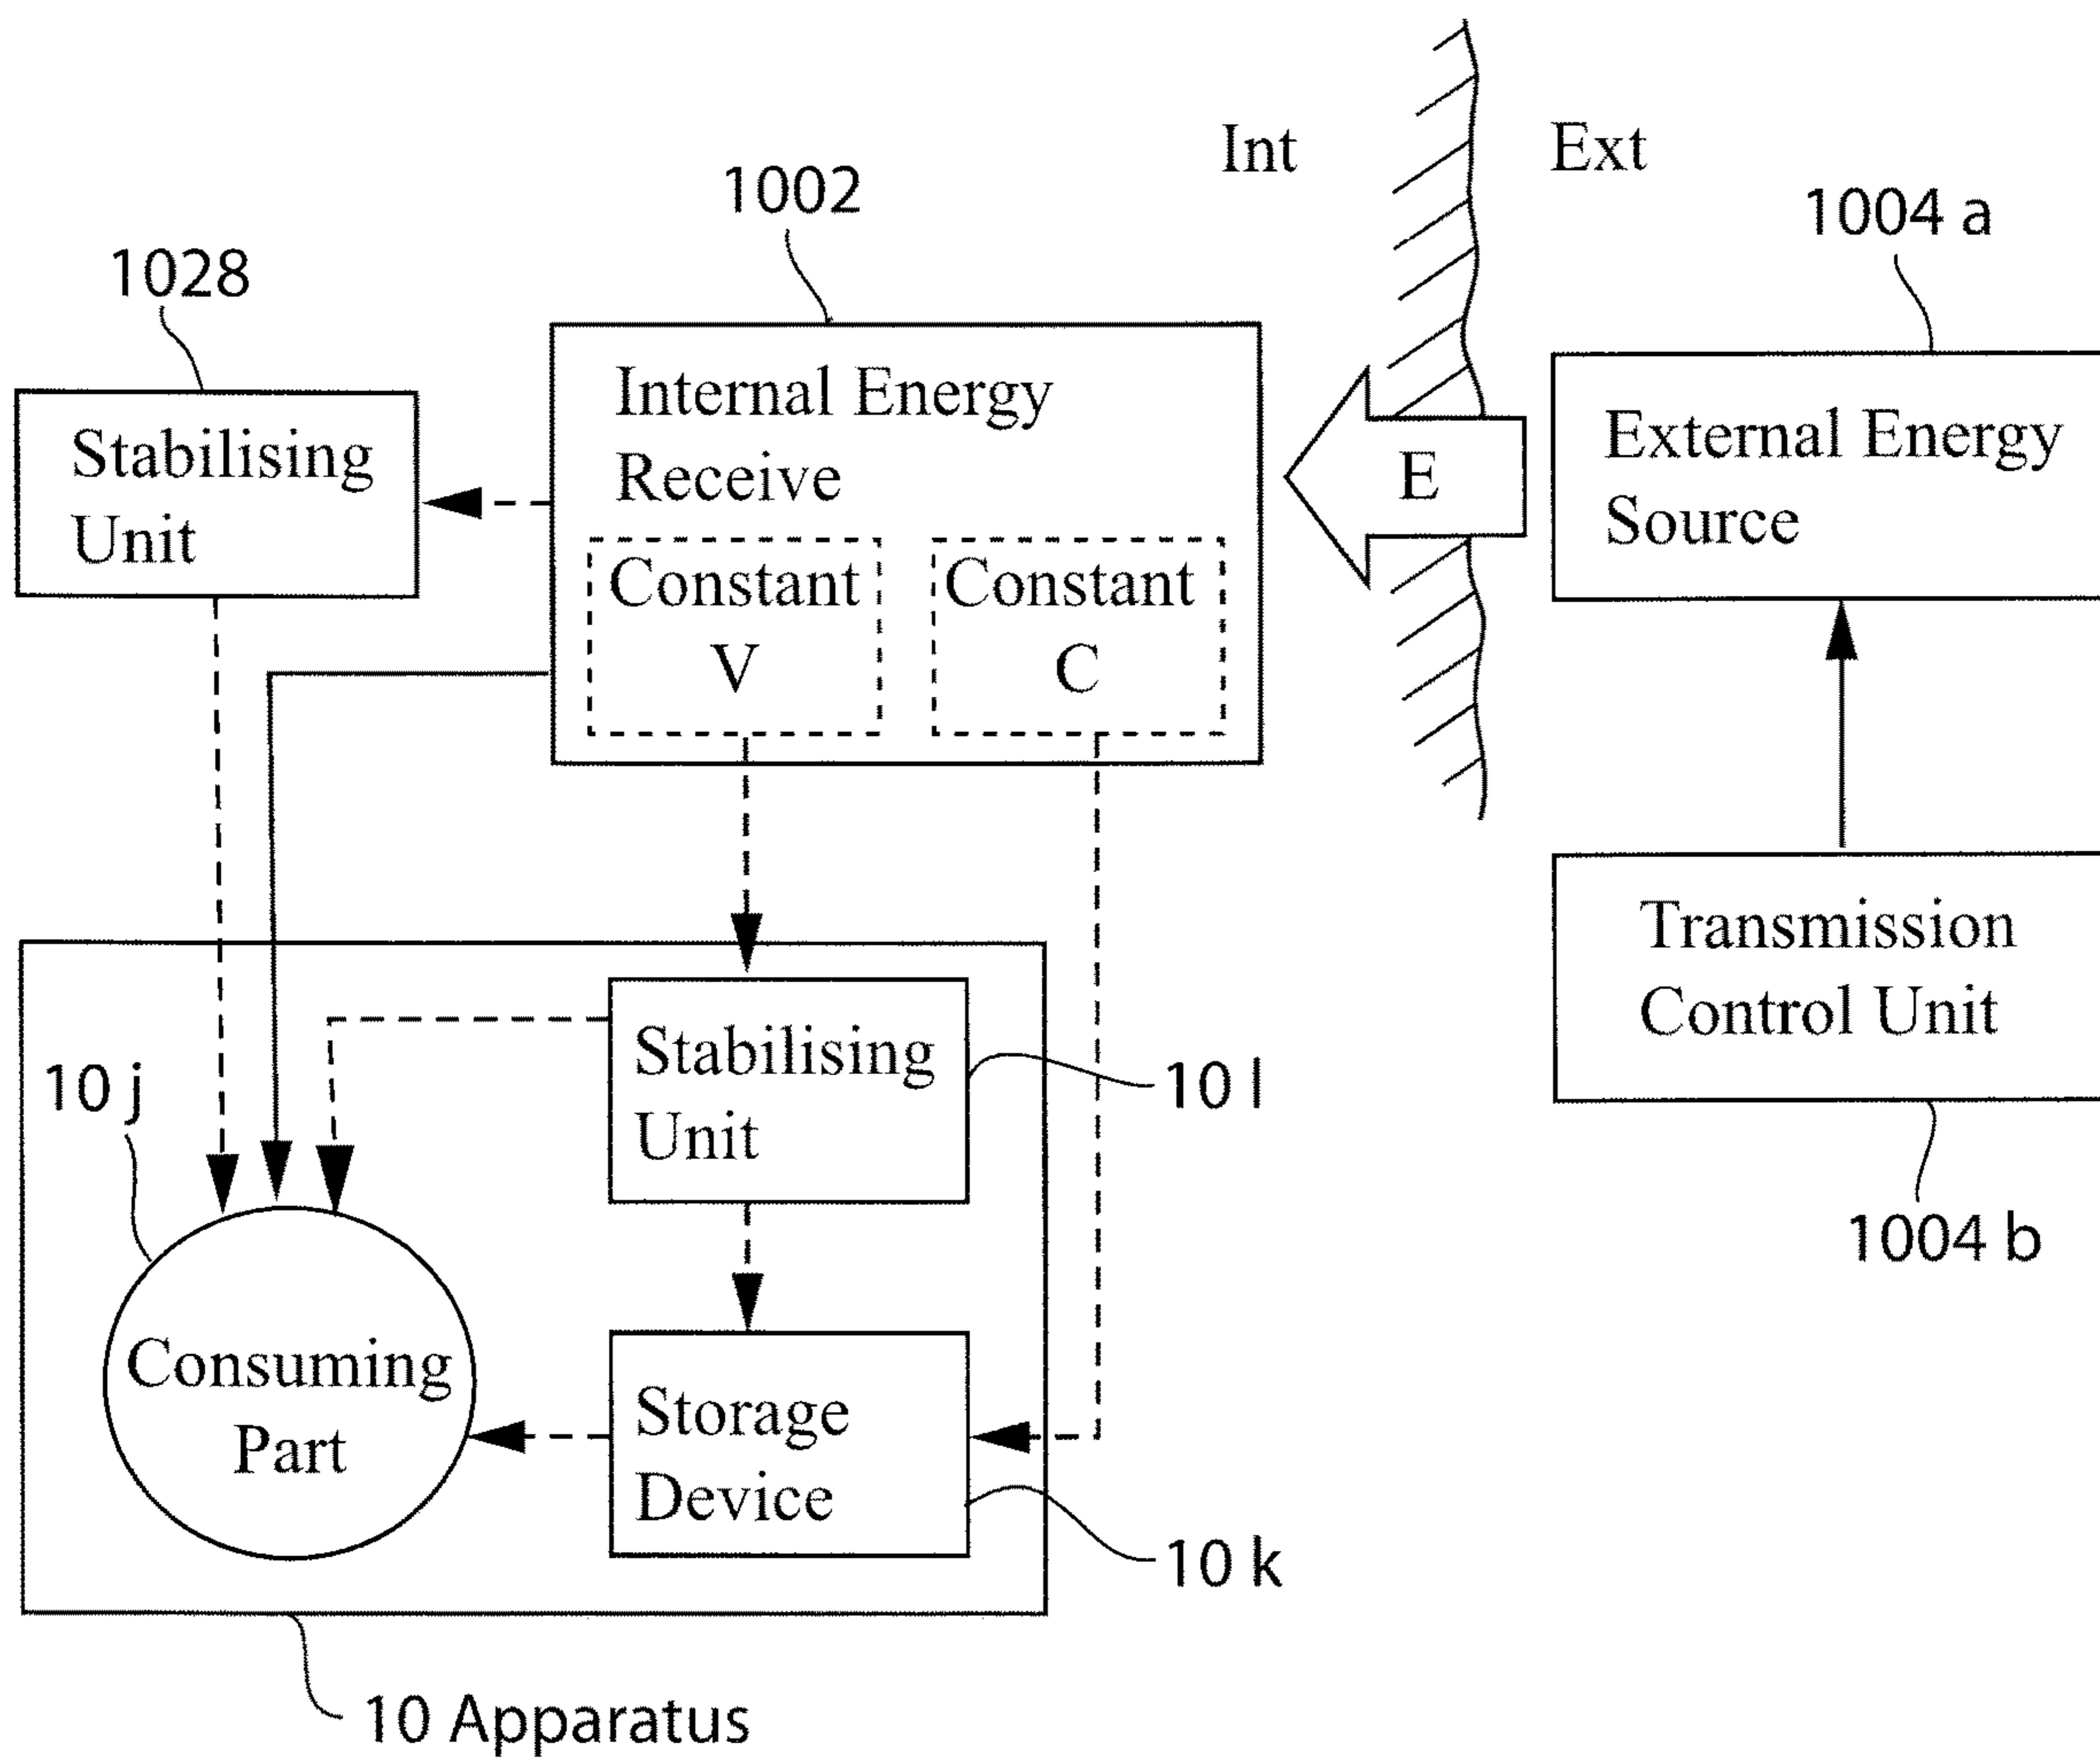 Int
Ext
1002
1004 a
1028
Internal Energy
Receive
Stabilising
Unit
E
External Energy
Source
Constant
V
Constant
C
Transmission
Control Unit
Stabilising
Unit
10 j
10 l
1004 b
Consuming
Part
Storage
Device
10 k
10 Apparatus